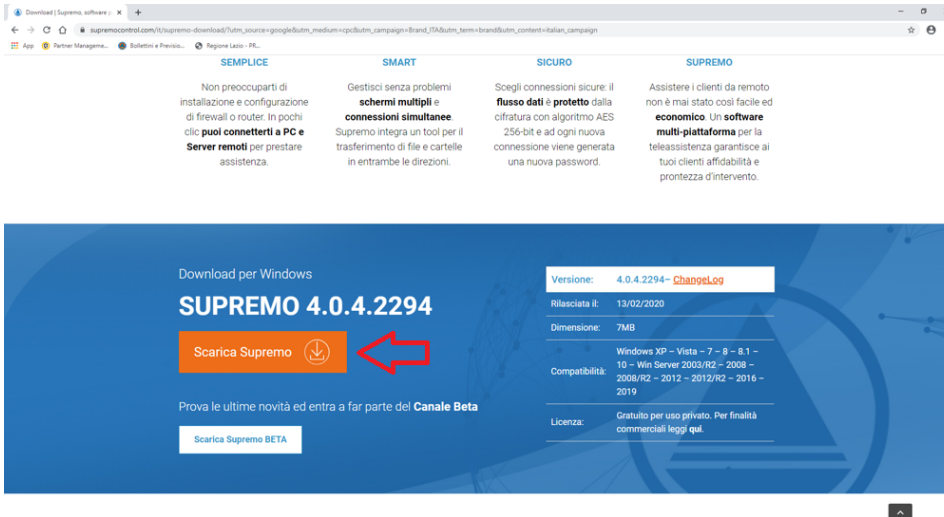 Download | Supremo, software p
supremocontrol.com/it/supremo-download/?utm_source=google&utm_medium=cpc&utm_campaign=Brand_ITA&utm_term=brand&utm_content=italian_campaign
App Partner Manageme... Bollettini e Previsio... Regione Lazio - PR...
SEMPLICE
Non preoccuparti di
installazione e configurazione
di firewall o router. In pochi
clic puoi connetterti a PC e
Server remoti per prestare
assistenza.
SMART
Gestisci senza problemi
schermi multipli e
connessioni simultanee.
Supremo integra un tool per il
trasferimento di file e cartelle
in entrambe le direzioni.
SICURO
Scegli connessioni sicure: il
flusso dati è protetto dalla
cifratura con algoritmo AES
256-bit e ad ogni nuova
connessione viene generata
una nuova password.
SUPREMO
Assistere i clienti da remoto
non è mai stato così facile ed
economico. Un software
multi-piattaforma per la
teleassistenza garantisce ai
tuoi clienti affidabilità e
prontezza d'intervento.
Download per Windows
SUPREMO 4.0.4.2294
Scarica Supremo
Prova le ultime novità ed entra a far parte del Canale Beta
Scarica Supremo BETA
Versione: 4.0.4.2294– ChangeLog
Rilasciata il: 13/02/2020
Dimensione: 7MB
Compatibilità: Windows XP – Vista – 7 – 8 – 8.1 –
10 – Win Server 2003/R2 – 2008 –
2008/R2 – 2012 – 2012/R2 – 2016 –
2019
Licenza: Gratuito per uso privato. Per finalità
commerciali leggi qui.